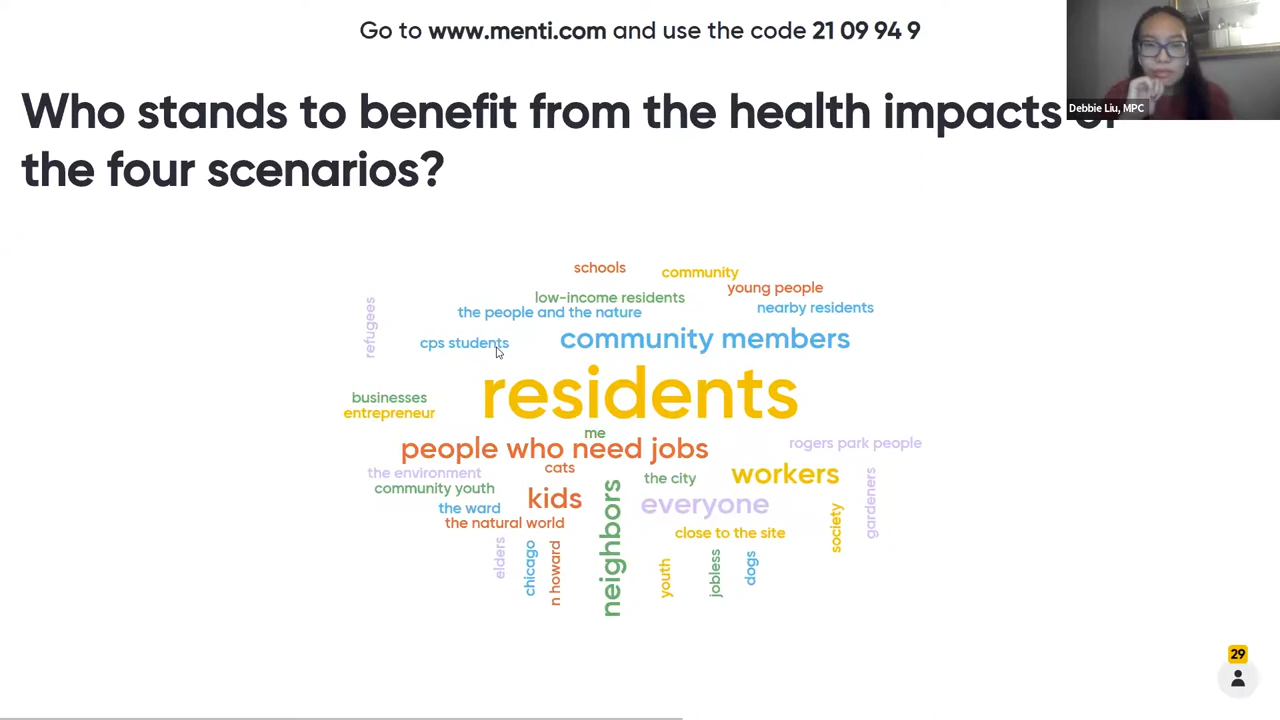 Go to www.menti.com and use the code 21 09 94 9
Debbie Liu, MPC
Who stands to benefit from the health impacts of
the four scenarios?
schools
community
young people
low-income residents
nearby residents
the people and the nature
refugees
cps students
community members
businesses
residents
entrepreneur
me
people who need jobs
rogers park people
cats
the environment
the city
workers
community youth
kids
everyone
gardeners
the ward
neighbors
the natural world
close to the site
society
elders
chicago
n howard
youth
jobless
dogs
29